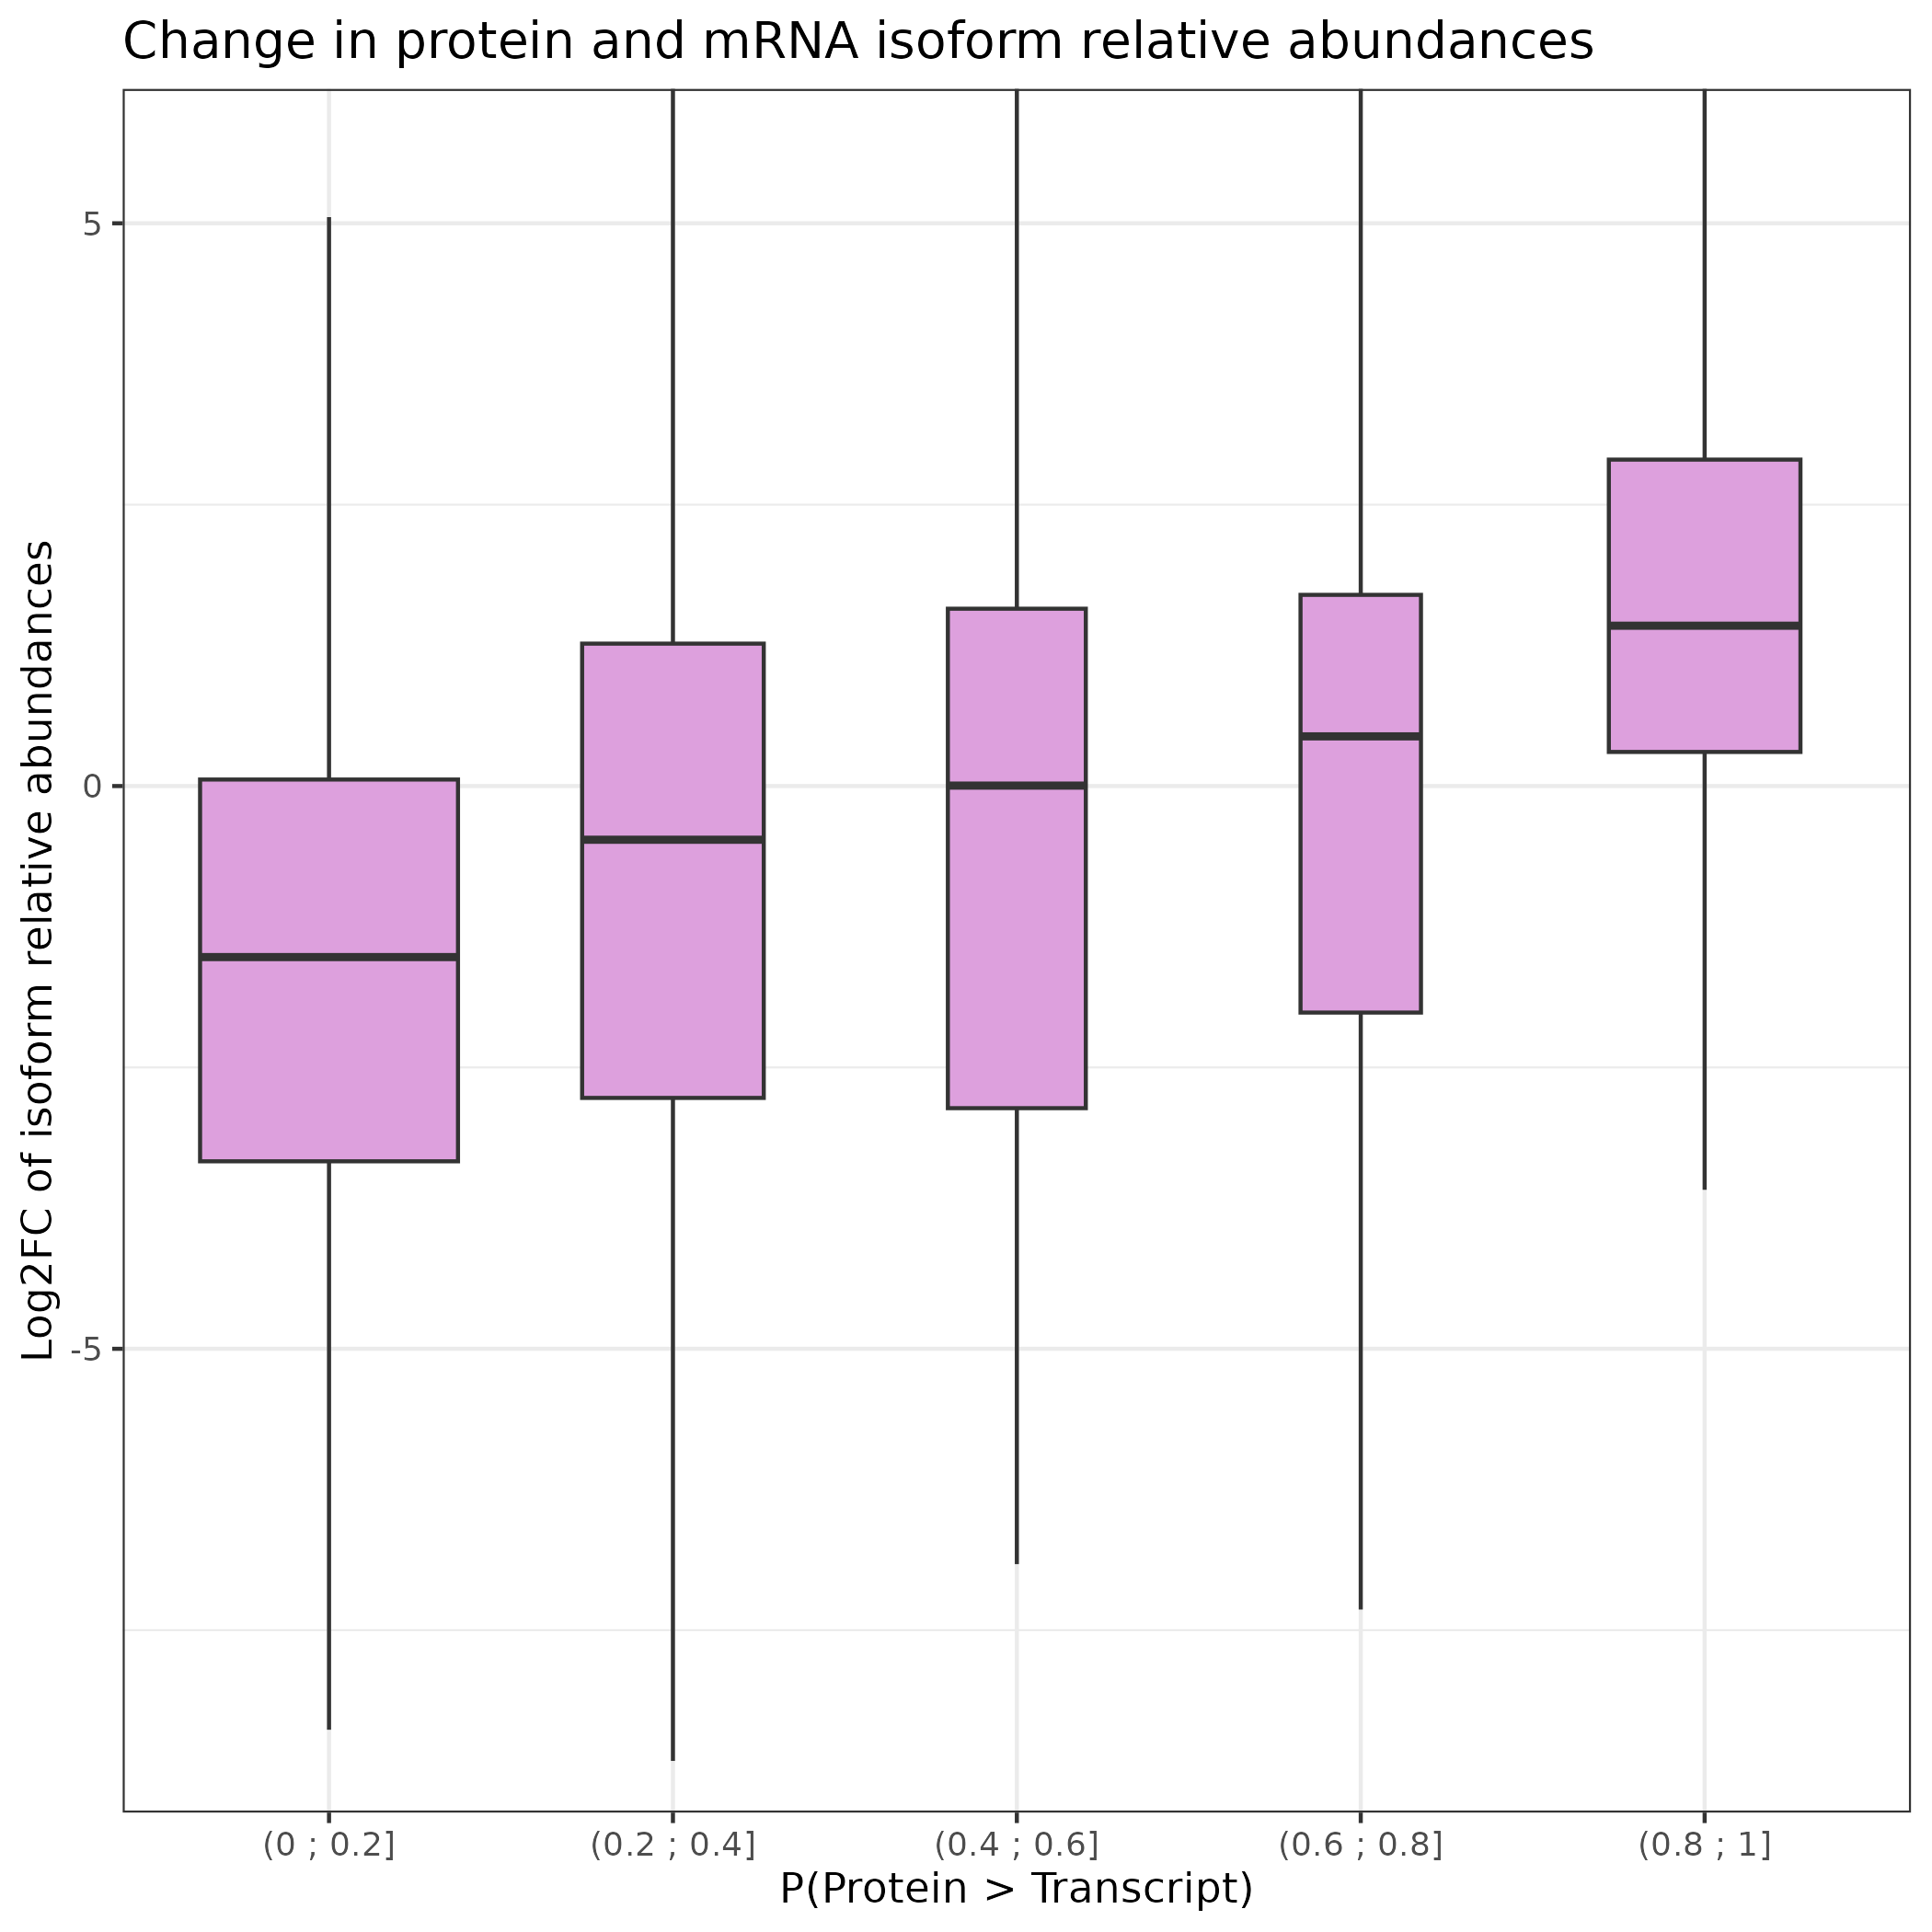 Change in protein and mRNA isoform relative abundances
Log2FC of isoform relative abundances
5
0
-5
(0 ; 0.2]
(0.2 ; 0.4]
(0.4 ; 0.6]
(0.6 ; 0.8]
(0.8 ; 1]
P(Protein > Transcript)